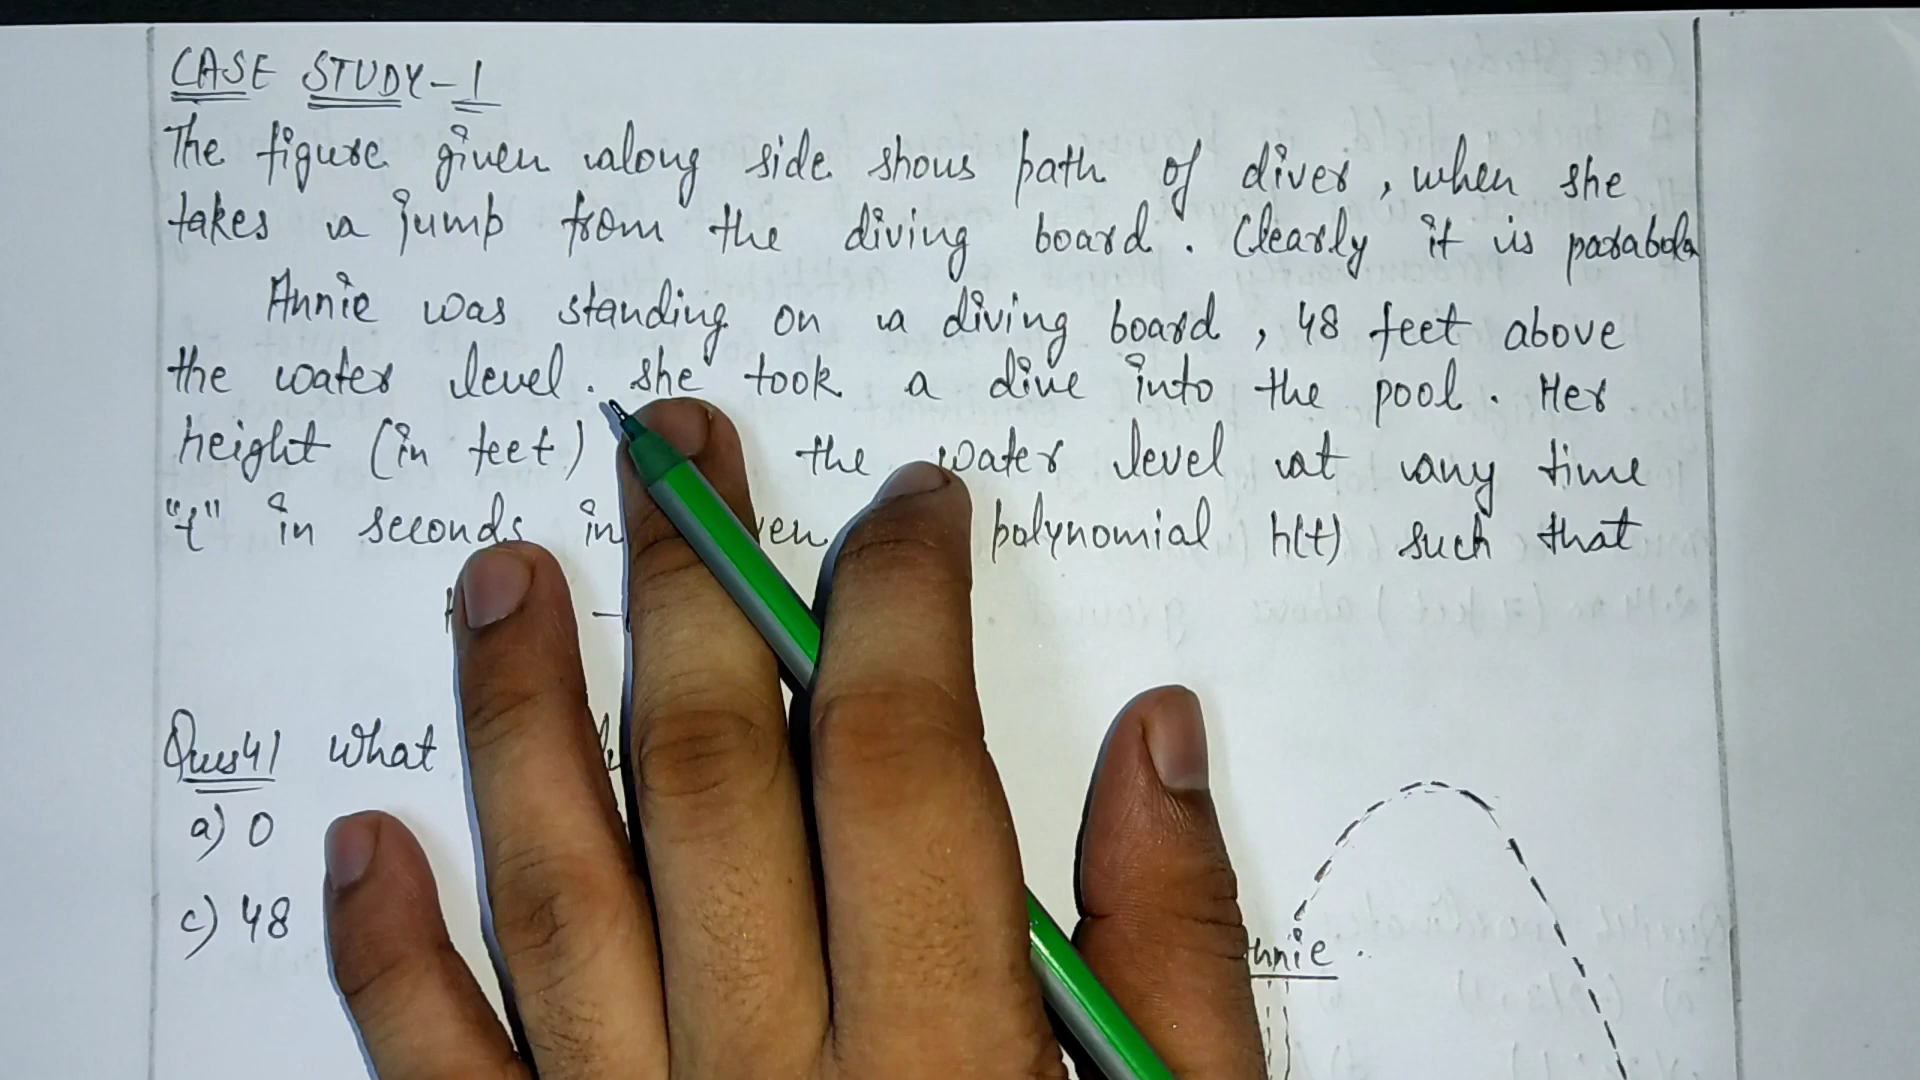 CASE STUDY-1
The figure given along side shows path of diver, when she
takes a jump from the diving board. Clearly it is parabola
Annie was standing on a diving board, 48 feet above
the water level. She took a dive into the pool. Her
height (in feet) the water level at any time
"t" in seconds in polynomial h(t) such that
Ques41 What
a) 0
c) 48
Annie.